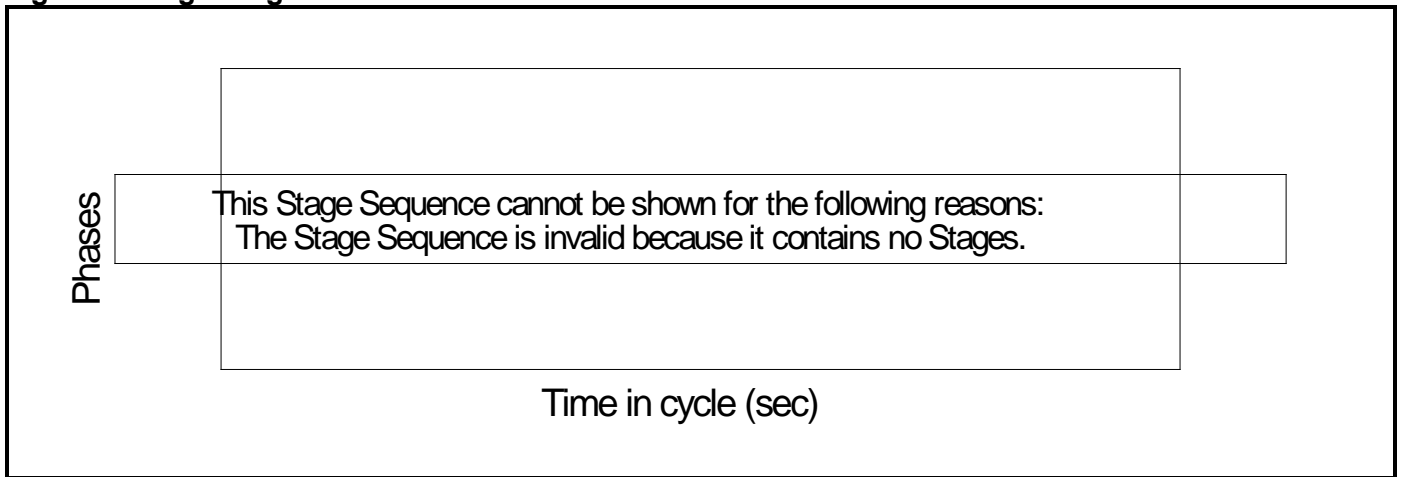 Phases
This Stage Sequence cannot be shown for the following reasons:
The Stage Sequence is invalid because it contains no Stages.
Time in cycle (sec)